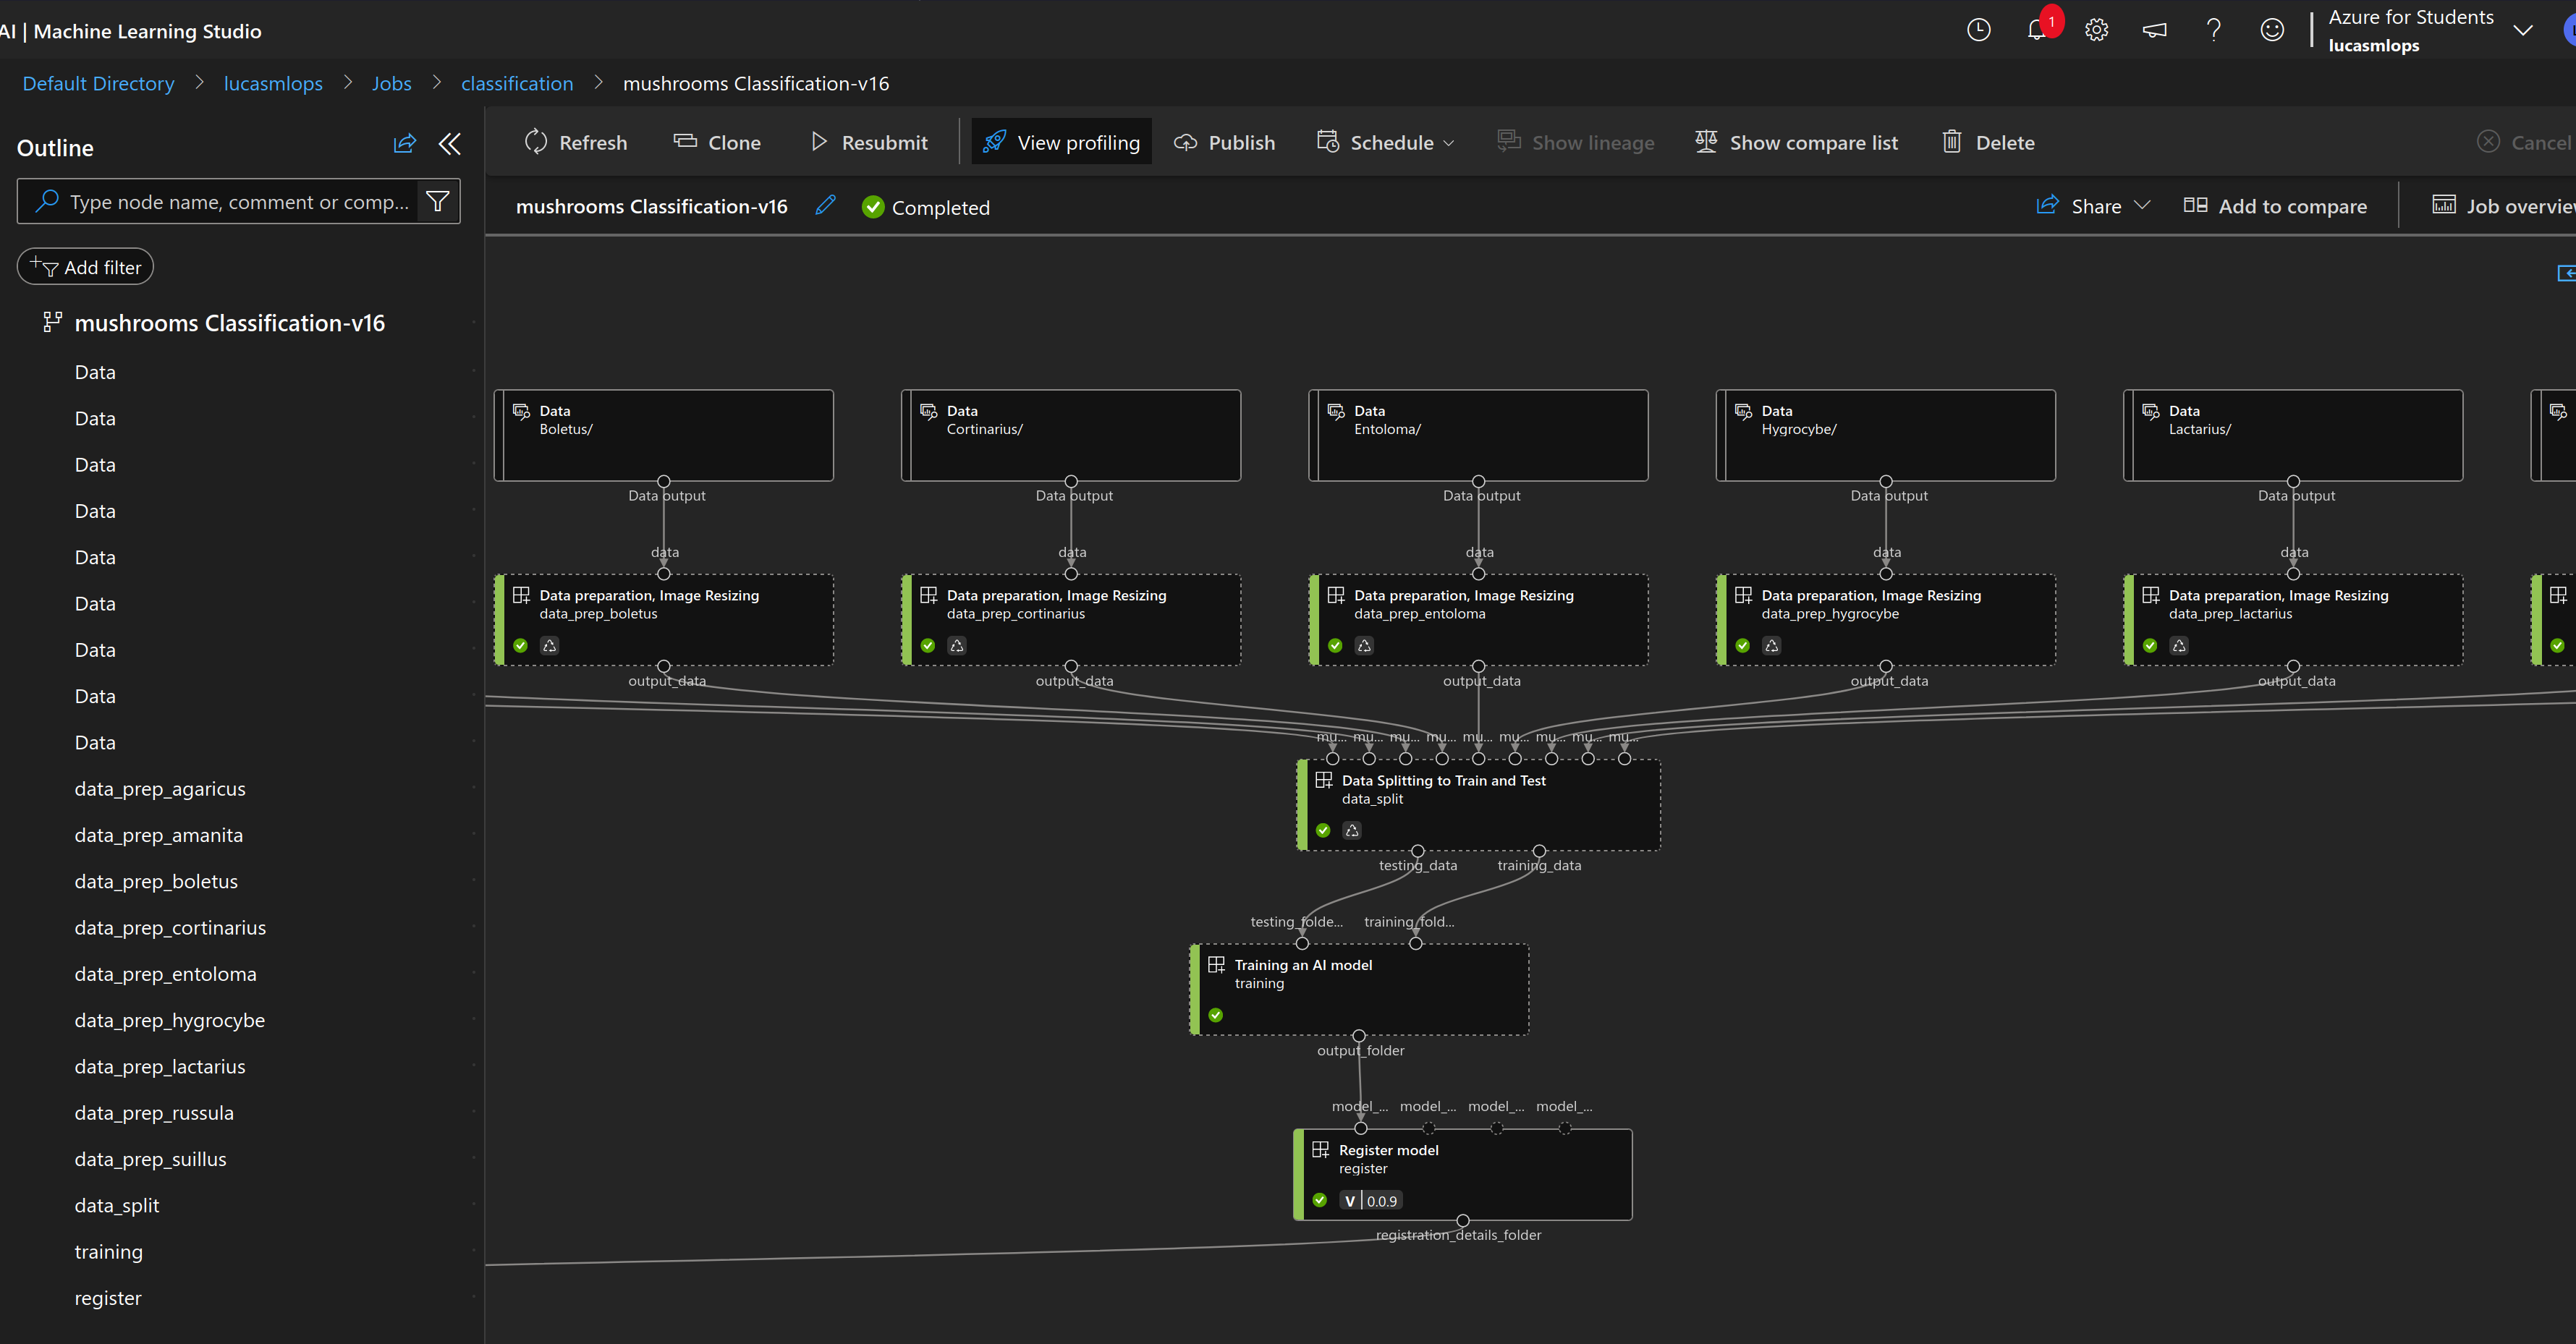 AI | Machine Learning Studio
1
Azure for Students
lucasmlops
Default Directory > lucasmlops > Jobs > classification > mushrooms Classification-v16
Outline
Type node name, comment or comp...
Add filter
mushrooms Classification-v16
Data
Data
Data
Data
Data
Data
Data
Data
Data
data_prep_agaricus
data_prep_amanita
data_prep_boletus
data_prep_cortinarius
data_prep_entoloma
data_prep_hygrocybe
data_prep_lactarius
data_prep_russula
data_prep_suillus
data_split
training
register
Refresh Clone Resubmit View profiling Publish Schedule Show lineage Show compare list Delete Cancel
mushrooms Classification-v16 Completed Share Add to compare Job overview
Data Data Data Data Data
Boletus/ Cortinarius/ Entoloma/ Hygrocybe/ Lactarius/
Data output Data output Data output Data output Data output
data data data data data
Data preparation, Image Resizing Data preparation, Image Resizing Data preparation, Image Resizing Data preparation, Image Resizing Data preparation, Image Resizing
data_prep_boletus data_prep_cortinarius data_prep_entoloma data_prep_hygrocybe data_prep_lactarius
output_data output_data output_data output_data output_data
mu... mu... mu... mu... mu... mu... mu... mu... mu...
Data Splitting to Train and Test
data_split
testing_data training_data
testing_folde... training_fold...
Training an AI model
training
output_folder
model_... model_... model_... model_...
Register model
register
V | 0.0.9
registration_details_folder